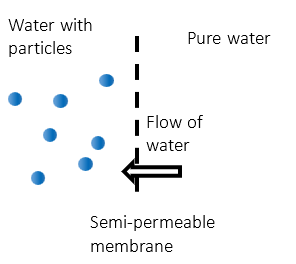 Water with
particles
Pure water
Flow of
water
Semi-permeable
membrane